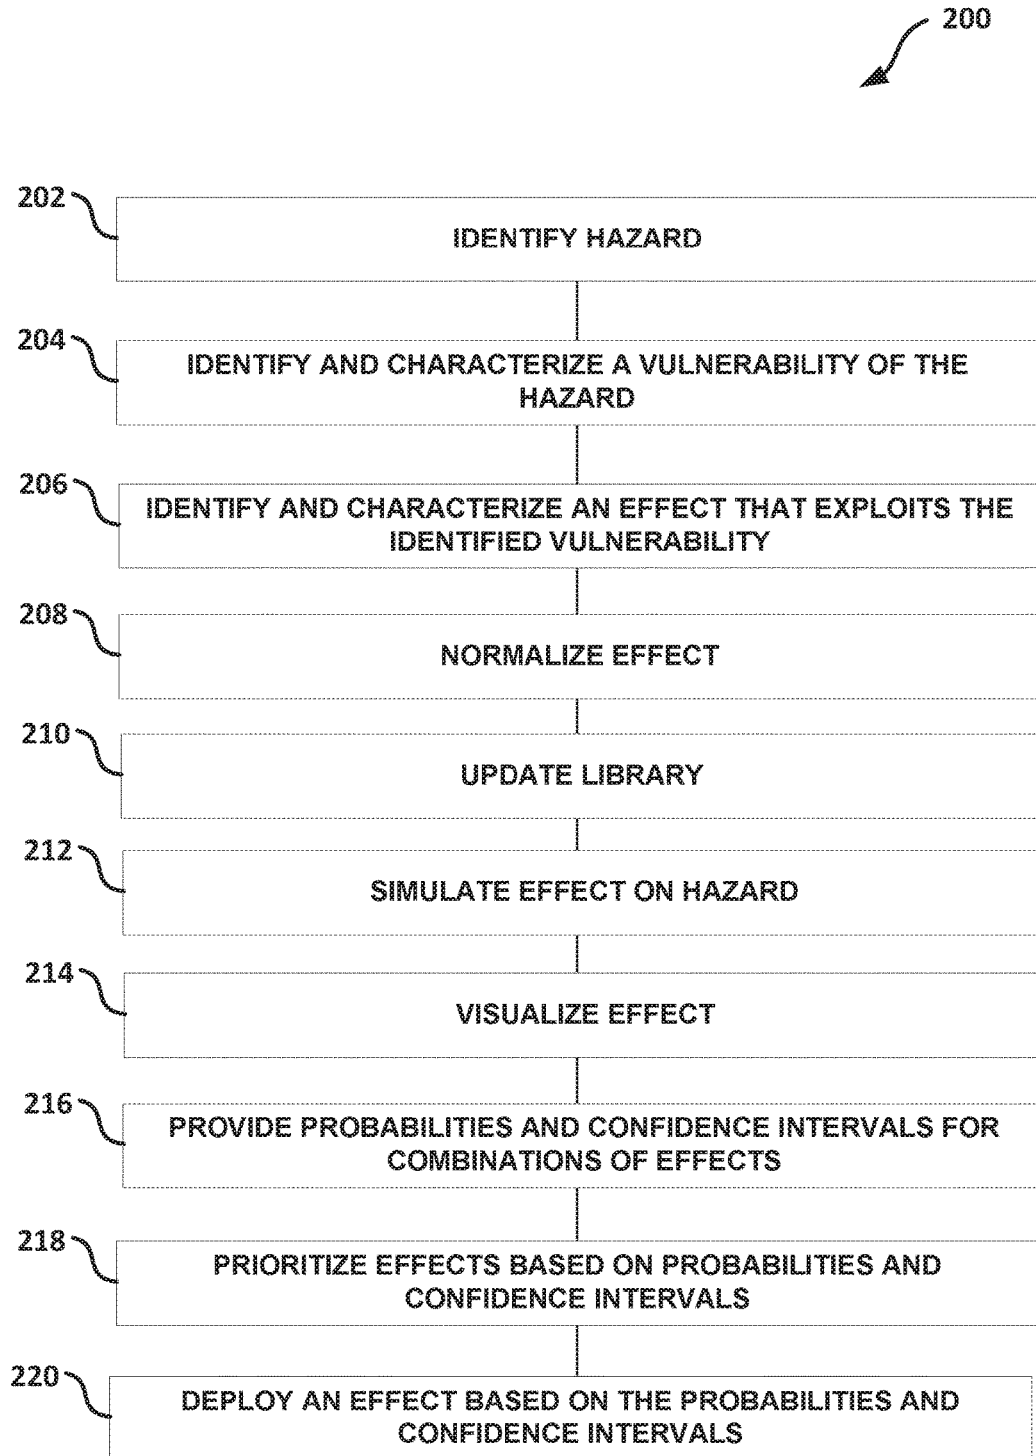 200
202
IDENTIFY HAZARD
204
IDENTIFY AND CHARACTERIZE A VULNERABILITY OF THE
HAZARD
206
IDENTIFY AND CHARACTERIZE AN EFFECT THAT EXPLOITS THE
IDENTIFIED VULNERABILITY
208
NORMALIZE EFFECT
210
UPDATE LIBRARY
212
SIMULATE EFFECT ON HAZARD
214
VISUALIZE EFFECT
216
PROVIDE PROBABILITIES AND CONFIDENCE INTERVALS FOR
COMBINATIONS OF EFFECTS
218
PRIORITIZE EFFECTS BASED ON PROBABILITIES AND
CONFIDENCE INTERVALS
220
DEPLOY AN EFFECT BASED ON THE PROBABILITIES AND
CONFIDENCE INTERVALS